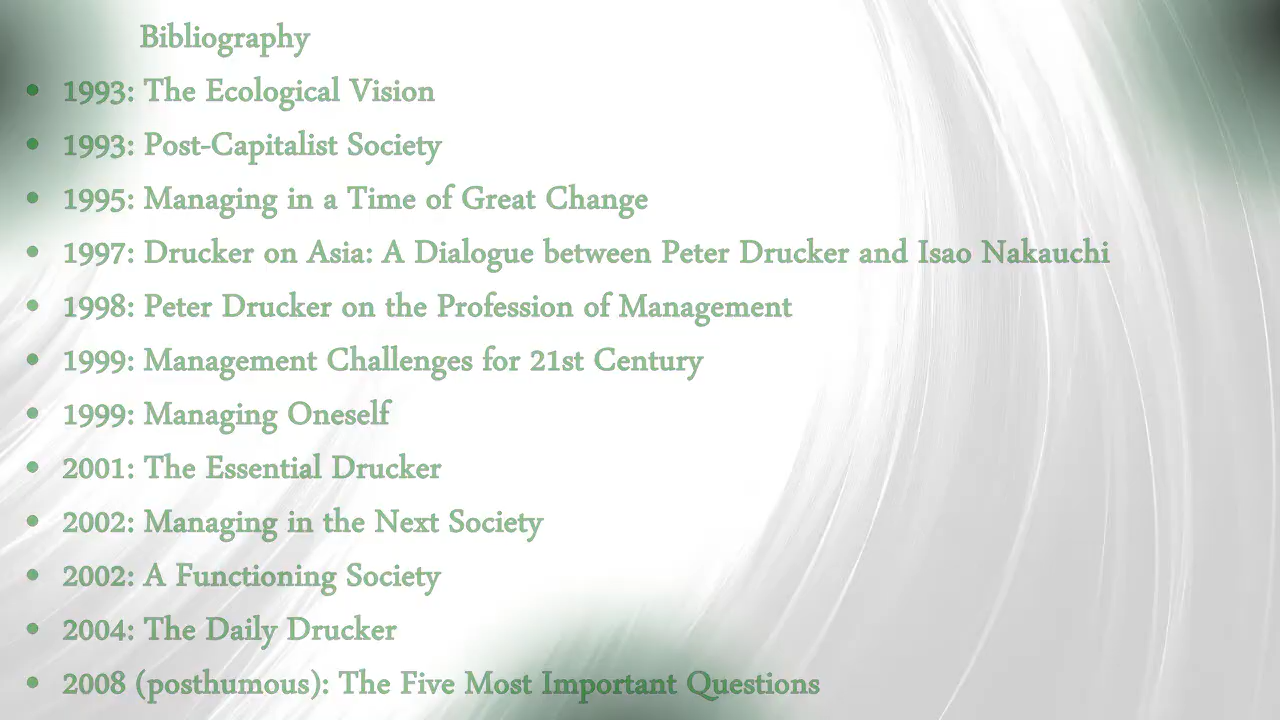 Bibliography
• 1993: The Ecological Vision
• 1993: Post-Capitalist Society
• 1995: Managing in a Time of Great Change
• 1997: Drucker on Asia: A Dialogue between Peter Drucker and Isao Nakauchi
• 1998: Peter Drucker on the Profession of Management
• 1999: Management Challenges for 21st Century
• 1999: Managing Oneself
• 2001: The Essential Drucker
• 2002: Managing in the Next Society
• 2002: A Functioning Society
• 2004: The Daily Drucker
• 2008 (posthumous): The Five Most Important Questions